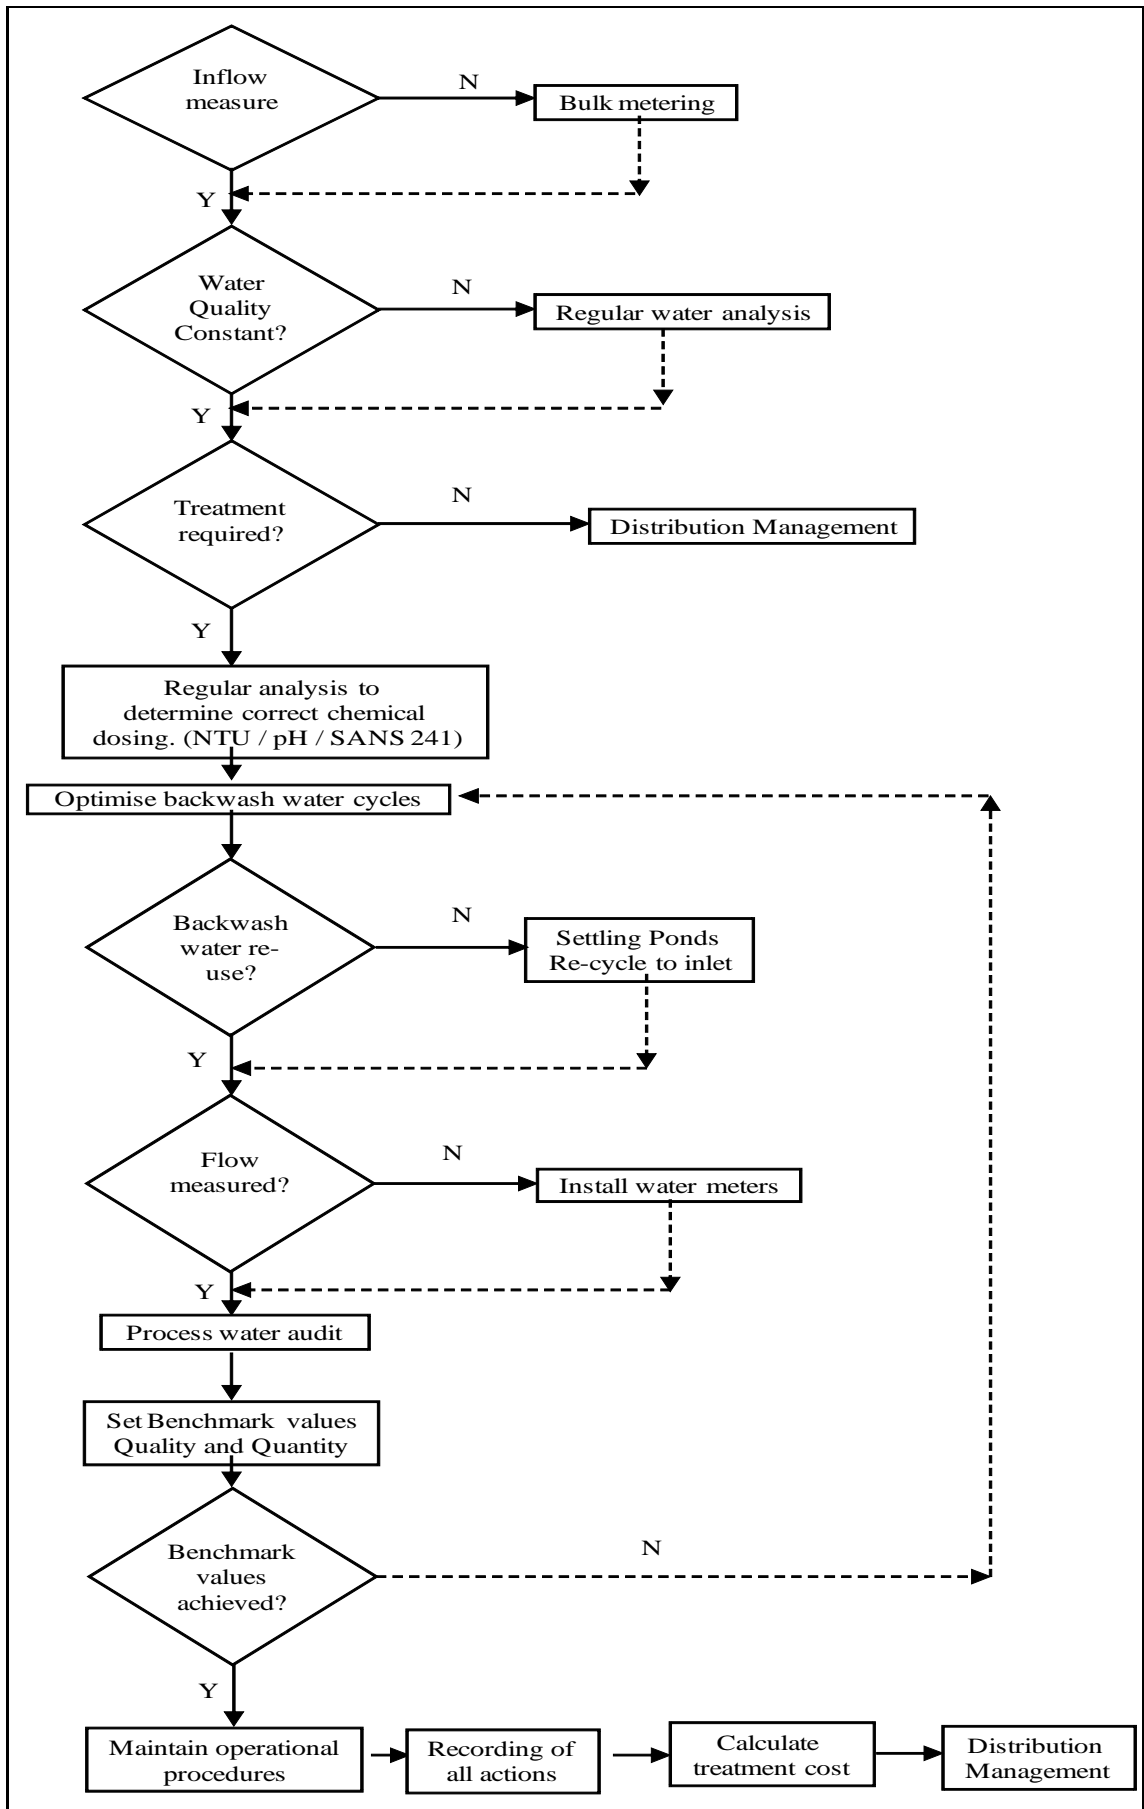 Inflow
measure
N
Bulk metering
Y
Water
Quality
Constant?
N
Regular water analysis
Y
Treatment
required?
N
Distribution Management
Y
Regular analysis to
determine correct chemical
dosing. (NTU / pH / SANS 241)
Optimise backwash water cycles
Backwash
water re-
use?
N
Settling Ponds
Re-cycle to inlet
Y
Flow
measured?
N
Install water meters
Y
Process water audit
Set Benchmark values
Quality and Quantity
Benchmark
values
achieved?
N
Y
Maintain operational
procedures
Recording of
all actions
Calculate
treatment cost
Distribution
Management